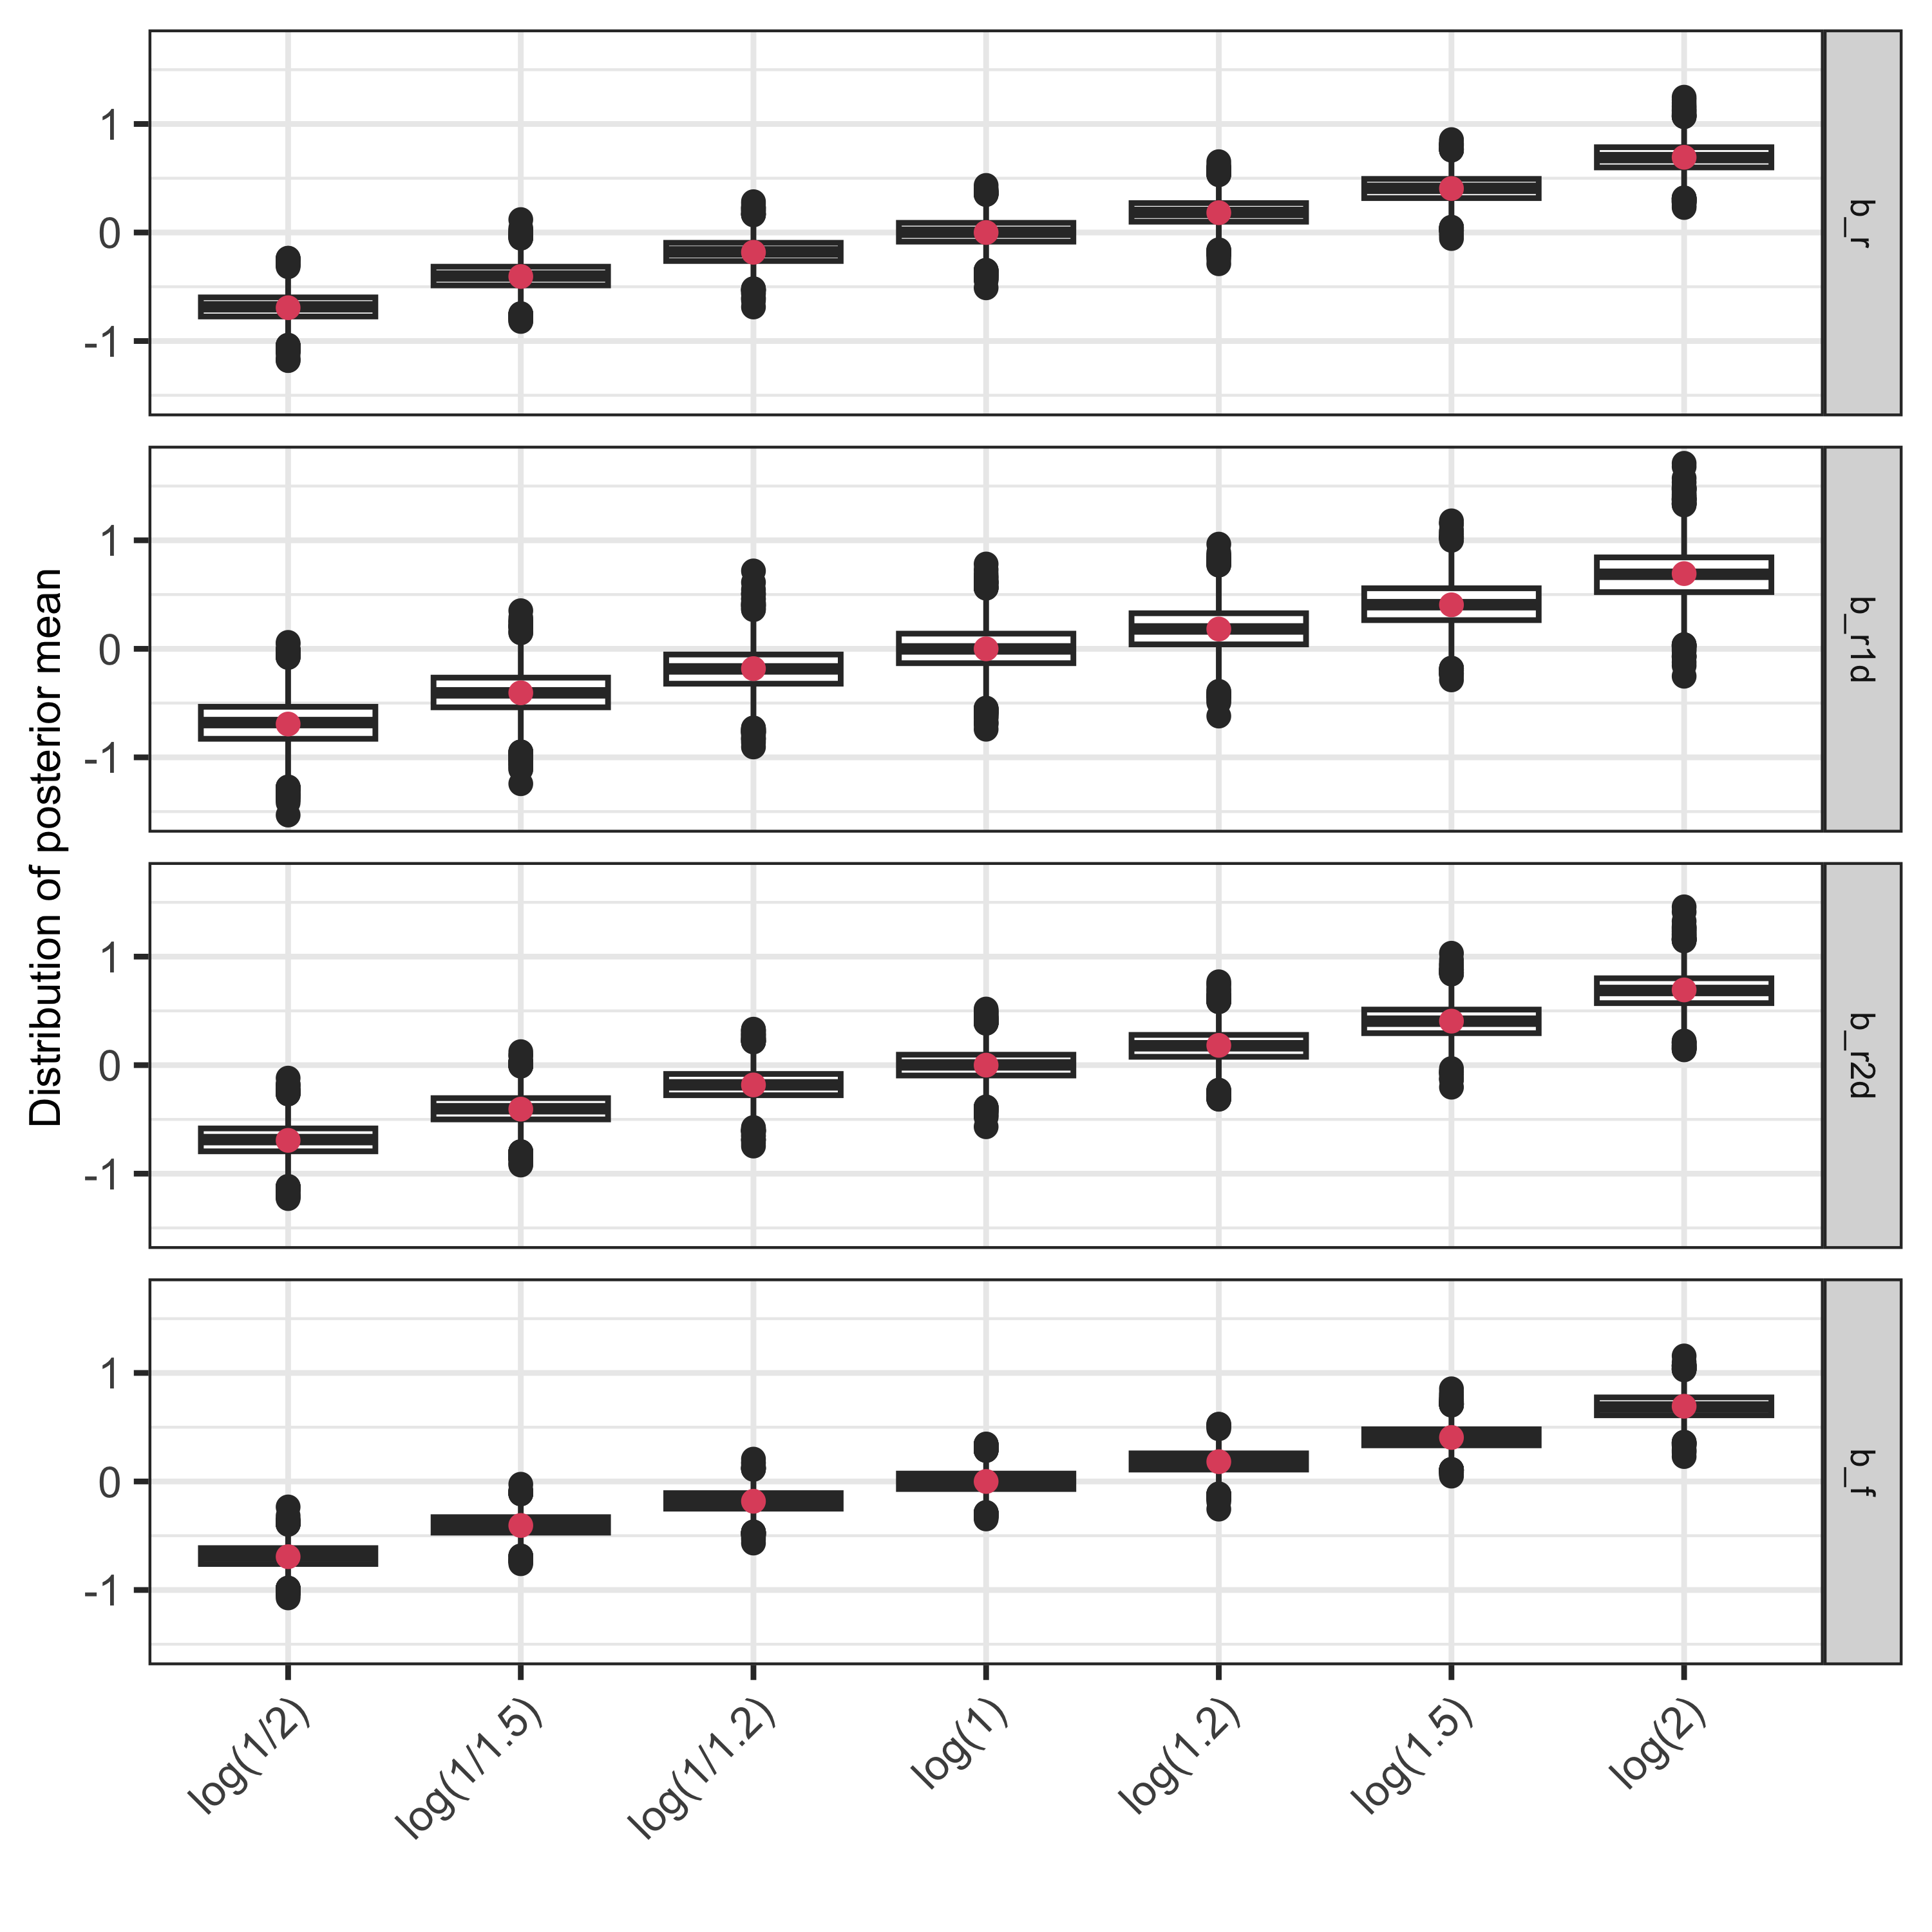 Distribution of posterior mean
1
0
-1
b_r
1
0
-1
b_r1d
1
0
-1
b_r2d
1
0
-1
b_f
log(1/2)
log(1/1.5)
log(1/1.2)
log(1)
log(1.2)
log(1.5)
log(2)